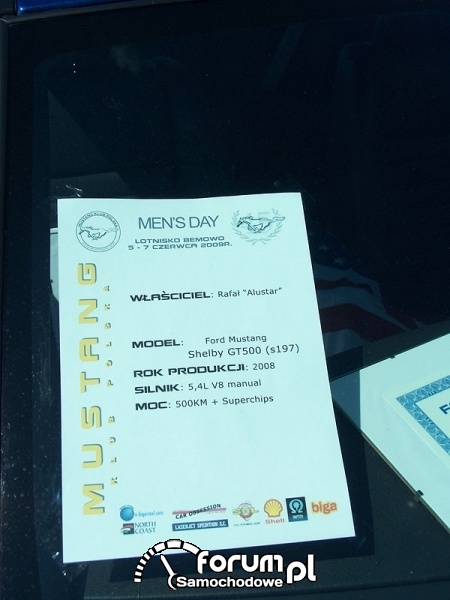 MEN'S DAY
LOTNISKO BEMOWO
5 - 7 CZERWCA 2009R.
MUSTANG
KLUB POLSKA
WŁAŚCICIEL: Rafał "Alustar"
MODEL: Ford Mustang
Shelby GT500 (s197)
ROK PRODUKCJI: 2008
SILNIK: 5,4L V8 manual
MOC: 500KM + Superchips
CAR OBSESSION
NORTH COAST
LASERJET SPEDITION S.C.
Shell
biga
forum.pl
Samochodowe